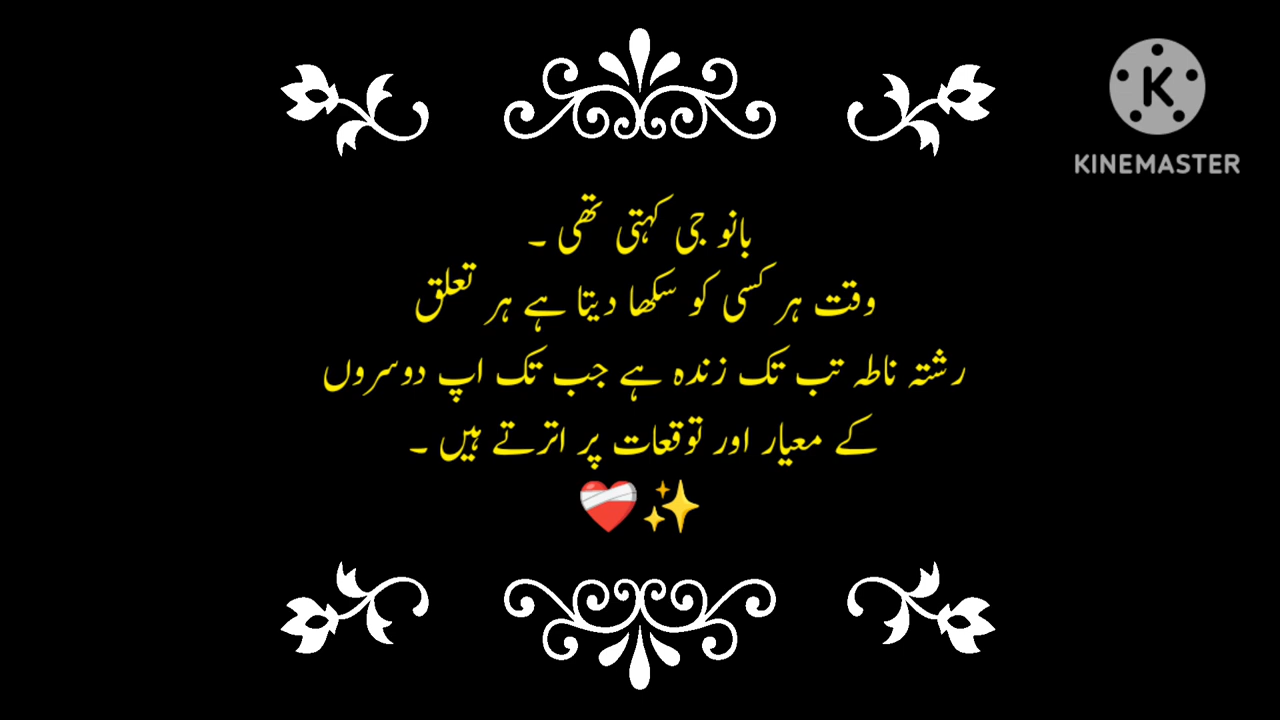 KINEMASTER
بانو جی کہتی تھی ۔
وقت ہر کسی کو سکھا دیتا ہے ہر تعلق
رشتہ ناطہ تب تک زندہ ہے جب تک اپ دوسروں
کے معیار اور توقعات پر اترتے ہیں ۔
❤️‍🩹✨